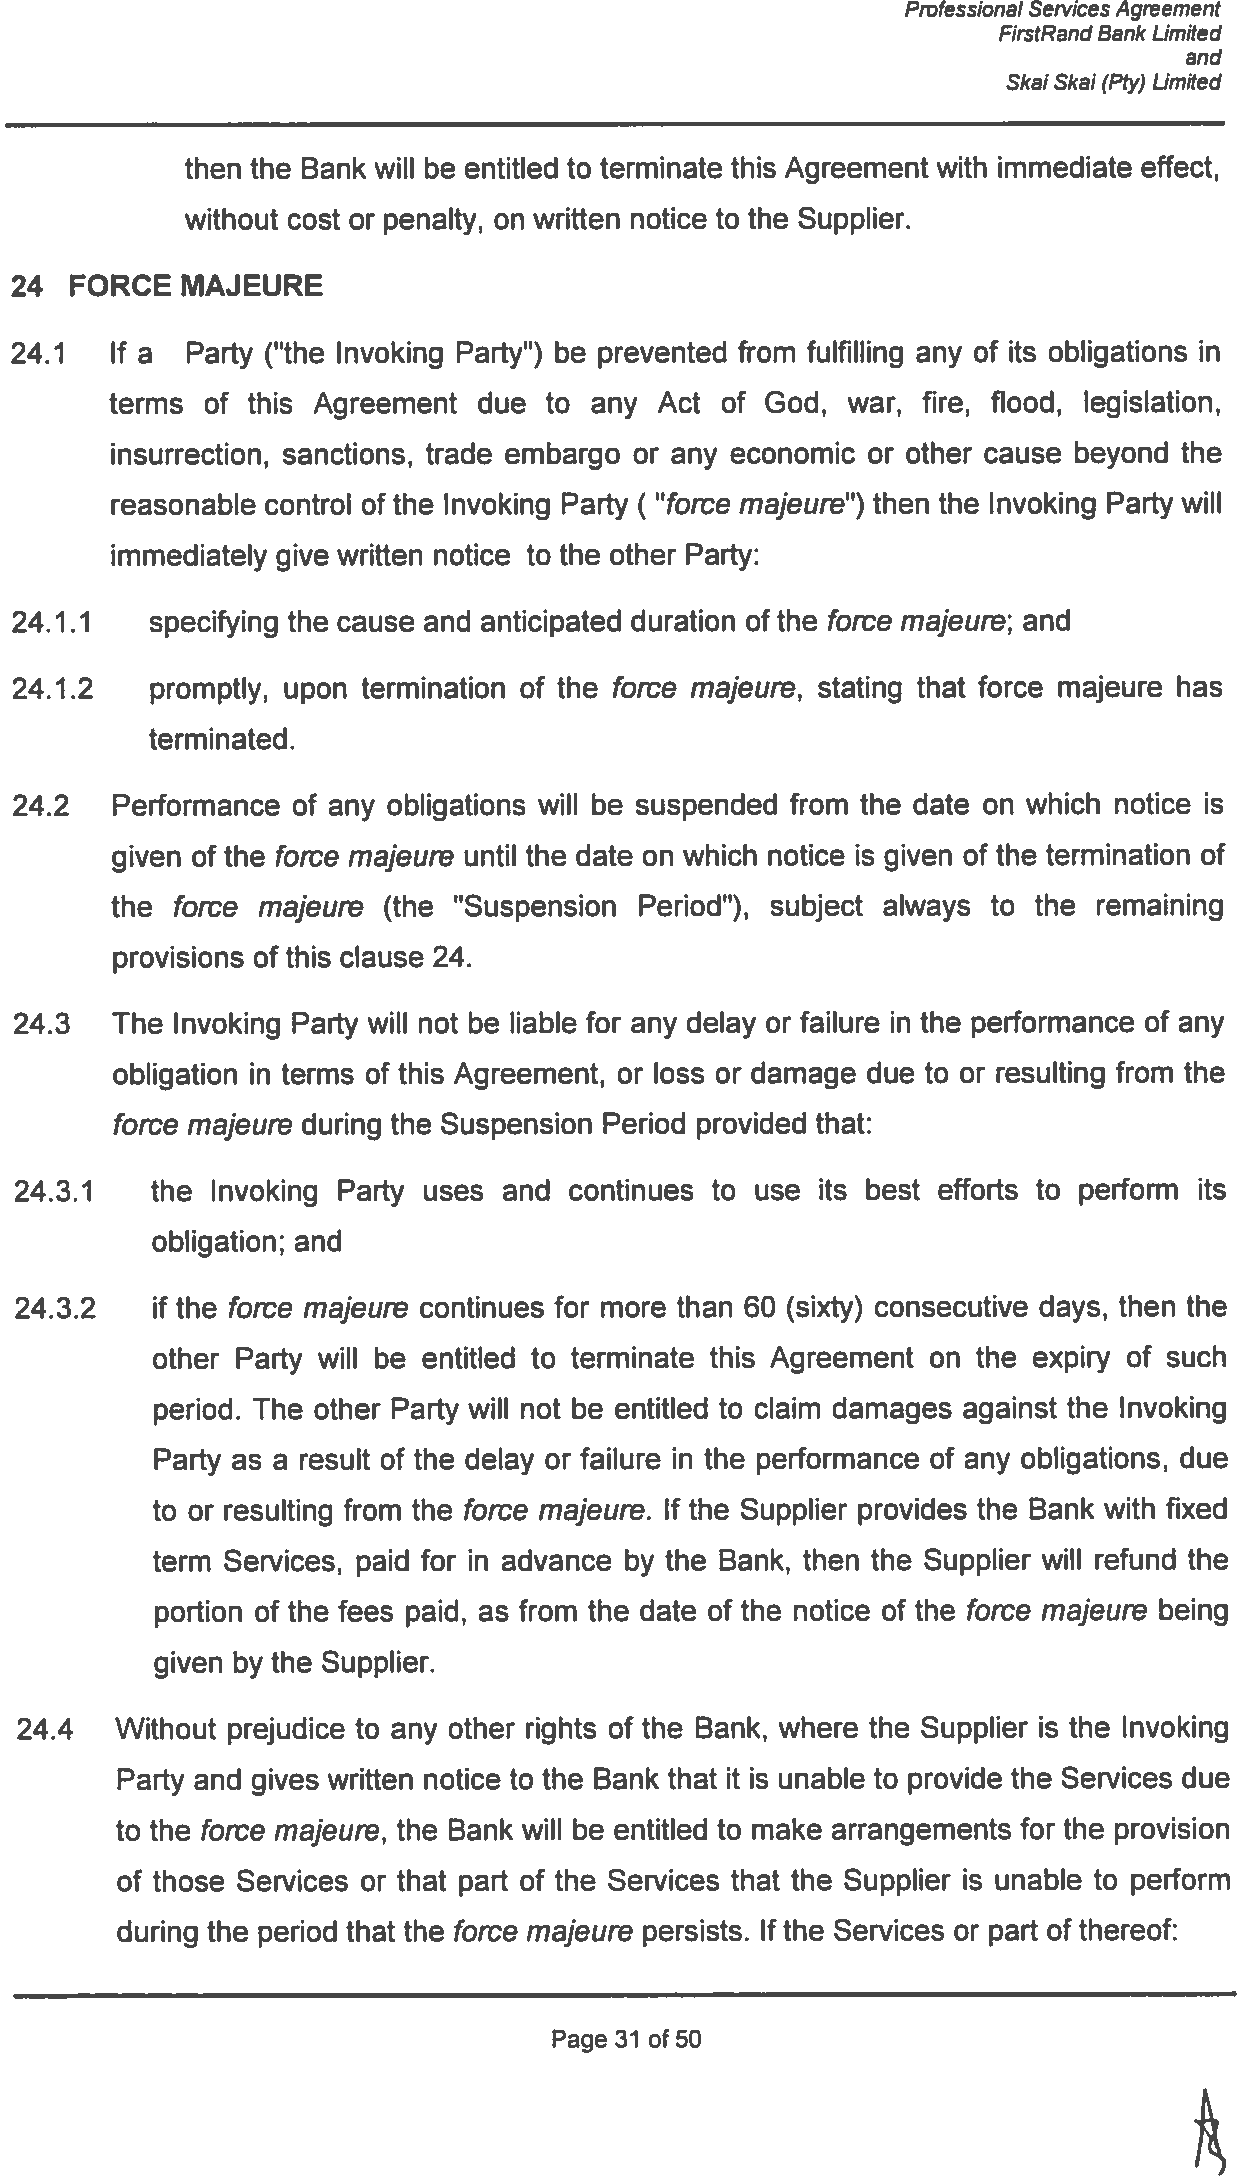 Professional Services Agreement
FirstRand Bank Limited
and
Skai Skai (Pty) Limited
then the Bank will be entitled to terminate this Agreement with immediate effect,
without cost or penalty, on written notice to the Supplier.
24 FORCE MAJEURE
24.1 If a Party ("the Invoking Party") be prevented from fulfilling any of its obligations in
terms of this Agreement due to any Act of God, war, fire, flood, legislation,
insurrection, sanctions, trade embargo or any economic or other cause beyond the
reasonable control of the Invoking Party ( "force majeure") then the Invoking Party will
immediately give written notice to the other Party:
24.1.1 specifying the cause and anticipated duration of the force majeure; and
24.1.2 promptly, upon termination of the force majeure, stating that force majeure has
terminated.
24.2 Performance of any obligations will be suspended from the date on which notice is
given of the force majeure until the date on which notice is given of the termination of
the force majeure (the "Suspension Period"), subject always to the remaining
provisions of this clause 24.
24.3 The Invoking Party will not be liable for any delay or failure in the performance of any
obligation in terms of this Agreement, or loss or damage due to or resulting from the
force majeure during the Suspension Period provided that:
24.3.1 the Invoking Party uses and continues to use its best efforts to perform its
obligation; and
24.3.2 if the force majeure continues for more than 60 (sixty) consecutive days, then the
other Party will be entitled to terminate this Agreement on the expiry of such
period. The other Party will not be entitled to claim damages against the Invoking
Party as a result of the delay or failure in the performance of any obligations, due
to or resulting from the force majeure. If the Supplier provides the Bank with fixed
term Services, paid for in advance by the Bank, then the Supplier will refund the
portion of the fees paid, as from the date of the notice of the force majeure being
given by the Supplier.
24.4 Without prejudice to any other rights of the Bank, where the Supplier is the Invoking
Party and gives written notice to the Bank that it is unable to provide the Services due
to the force majeure, the Bank will be entitled to make arrangements for the provision
of those Services or that part of the Services that the Supplier is unable to perform
during the period that the force majeure persists. If the Services or part of thereof:
Page 31 of 50